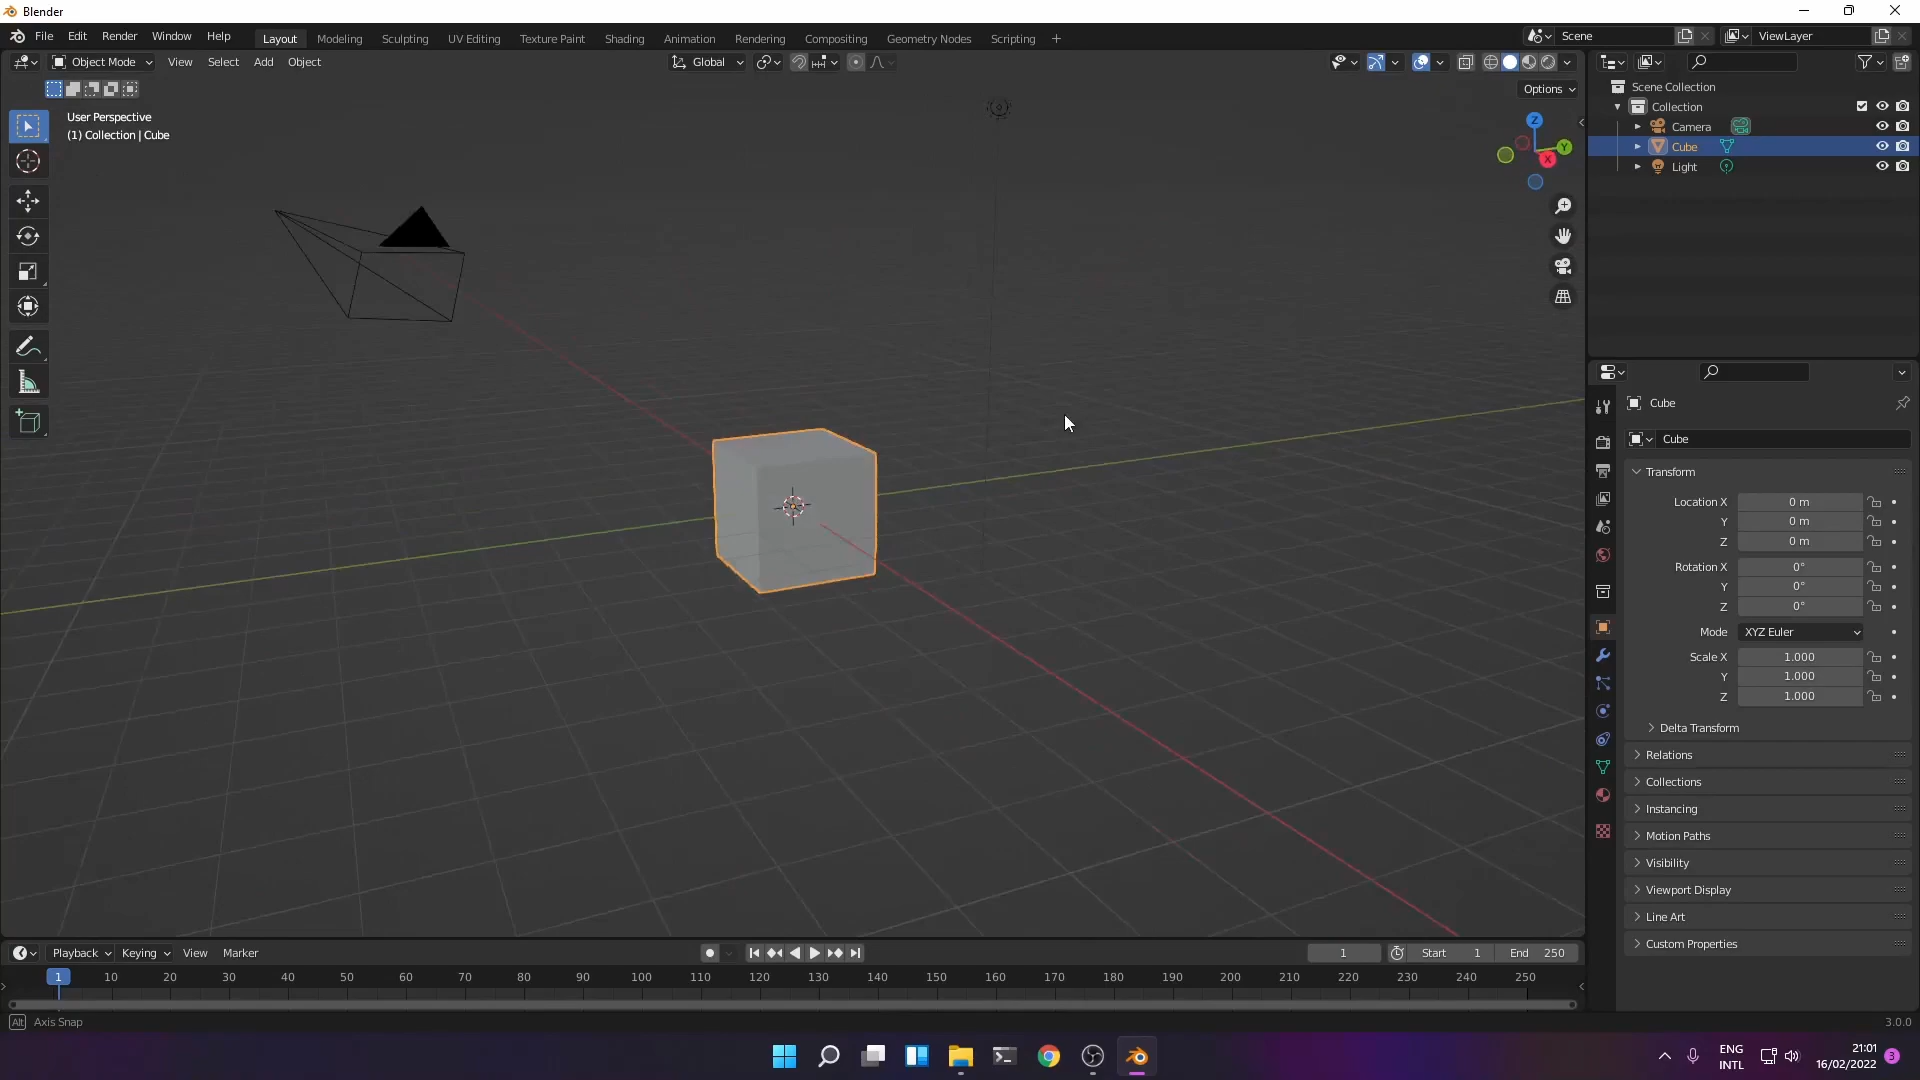 Blender
File Edit Render Window Help
Layout Modeling Sculpting UV Editing Texture Paint Shading Animation Rendering Compositing Geometry Nodes Scripting +
Scene
ViewLayer
Object Mode View Select Add Object
Global
Options
User Perspective
(1) Collection | Cube
Z
Y
X
Scene Collection
Collection
Camera
Cube
Light
Cube
Cube
Transform
Location X 0 m
Y 0 m
Z 0 m
Rotation X 0°
Y 0°
Z 0°
Mode XYZ Euler
Scale X 1.000
Y 1.000
Z 1.000
Delta Transform
Relations
Collections
Instancing
Motion Paths
Visibility
Viewport Display
Line Art
Custom Properties
Playback Keying View Marker
1 Start 1 End 250
1 10 20 30 40 50 60 70 80 90 100 110 120 130 140 150 160 170 180 190 200 210 220 230 240 250
Alt Axis Snap
3.0.0
ENG
INTL
21:01
16/02/2022
3